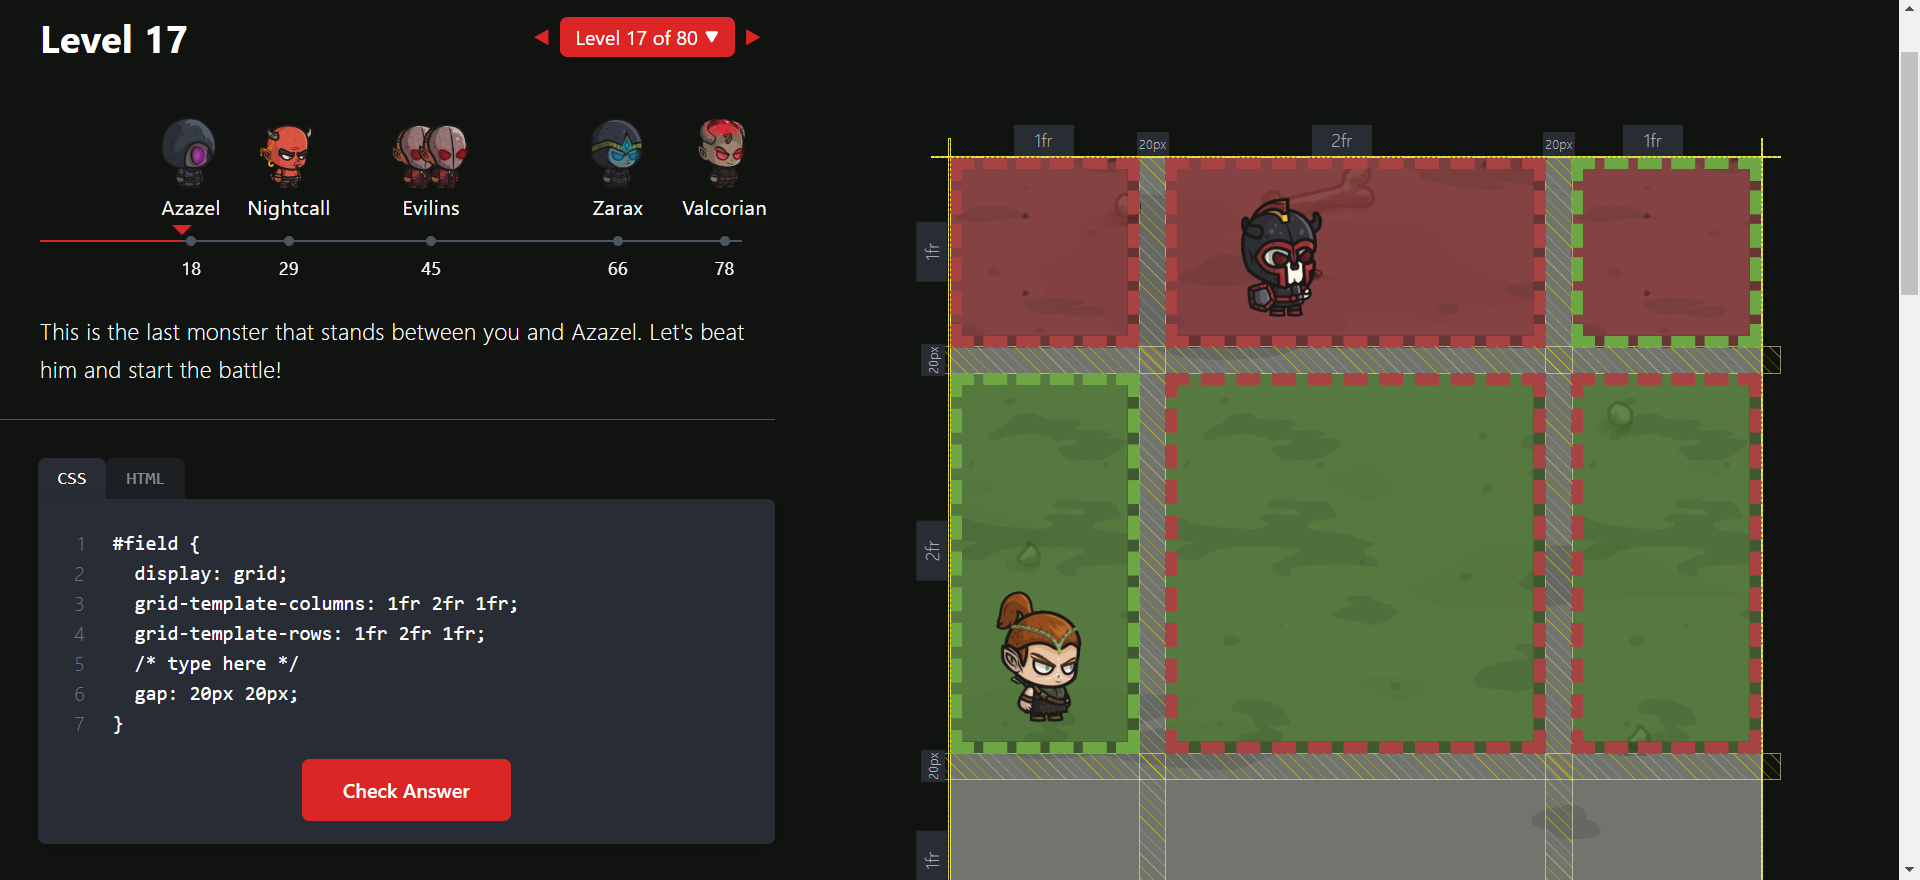 Level 17
Level 17 of 80 ▼
Azazel Nightcall Evilins Zarax Valcorian
18 29 45 66 78
This is the last monster that stands between you and Azazel. Let's beat
him and start the battle!
CSS HTML
1 #field {
2 display: grid;
3 grid-template-columns: 1fr 2fr 1fr;
4 grid-template-rows: 1fr 2fr 1fr;
5 /* type here */
6 gap: 20px 20px;
7 }
Check Answer
1fr 20px 2fr 20px 1fr
1fr
20px
2fr
20px
1fr